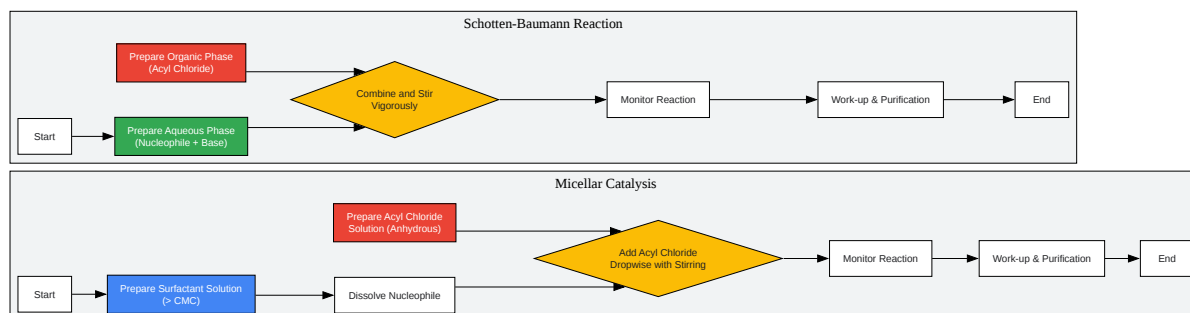 Schotten-Baumann Reaction
Prepare Organic Phase
(Acyl Chloride)
Combine and Stir
Vigorously
Monitor Reaction
Work-up & Purification
End
Start
Prepare Aqueous Phase
(Nucleophile + Base)
Micellar Catalysis
Prepare Acyl Chloride
Solution (Anhydrous)
Add Acyl Chloride
Dropwise with Stirring
Monitor Reaction
Work-up & Purification
End
Start
Prepare Surfactant Solution
(> CMC)
Dissolve Nucleophile